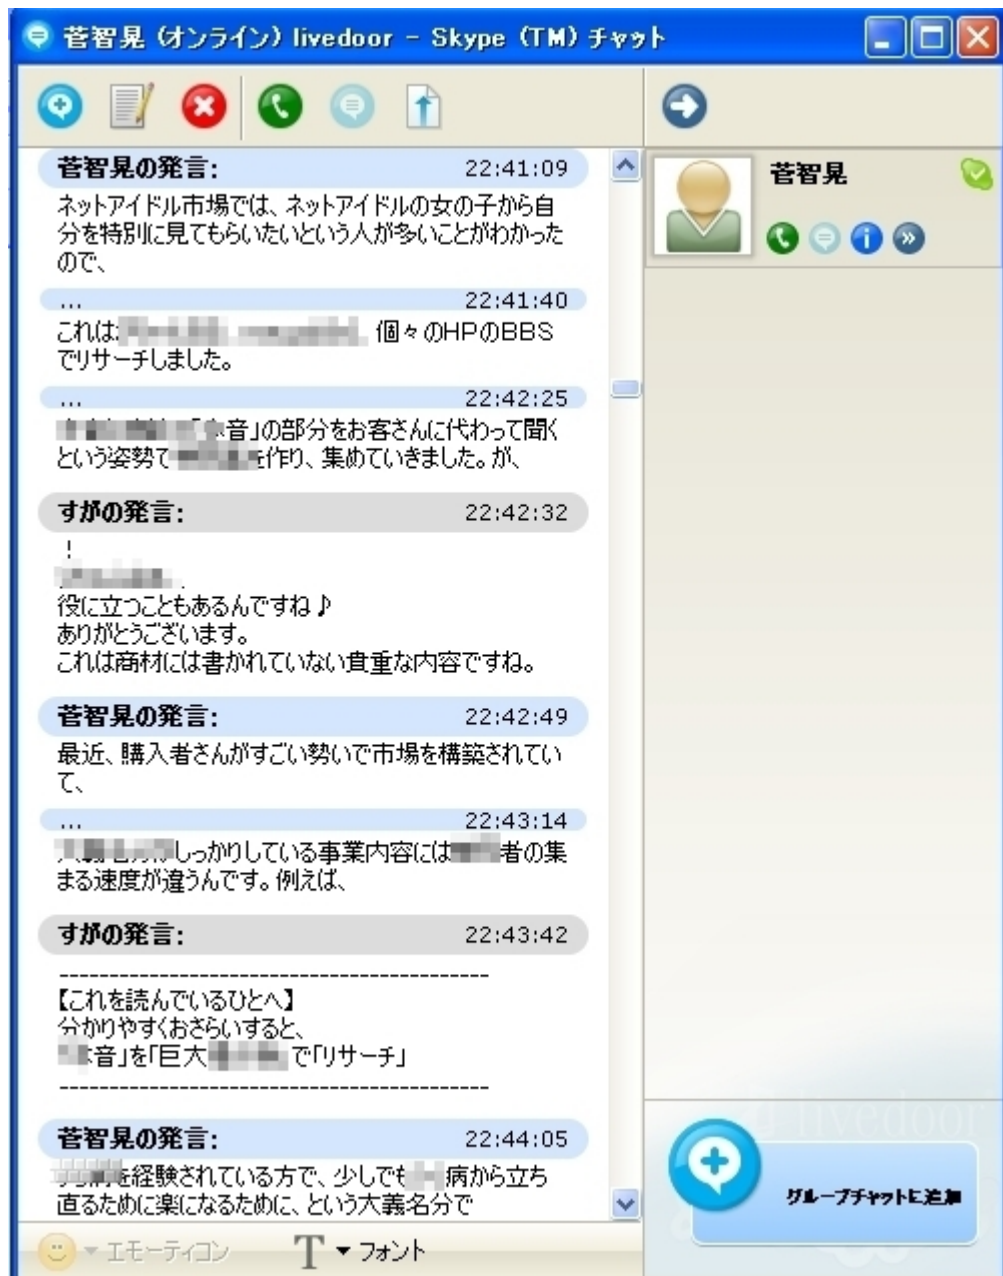 菅智晃 (オンライン) livedoor - Skype (TM) チャット
菅智晃の発言: 22:41:09
ネットアイドル市場では、ネットアイドルの女の子から自
分を特別に見てもらいたいという人が多いことがわかった
ので、
... 22:41:40
これは 個々のHPのBBS
でリサーチしました。
... 22:42:25
音」の部分をお客さんに代わって聞く
という姿勢で を作り、集めていきました。が、
すがの発言: 22:42:32
!
役に立つこともあるんですね♪
ありがとうございます。
これは商材には書かれていない貴重な内容ですね。
菅智晃の発言: 22:42:49
最近、購入者さんがすごい勢いで市場を構築されてい
て、
... 22:43:14
しっかりしている事業内容には 者の集
まる速度が違うんです。例えば、
すがの発言: 22:43:42
-------------------------------------------
【これを読んでいるひとへ】
分かりやすくおさらいすると、
音」を「巨大 で「リサーチ」
-------------------------------------------
菅智晃の発言: 22:44:05
を経験されている方で、少しでも 病から立ち
直るために楽になるために、という大義名分で
エモーティコン
T フォント
菅智晃
livedoor
グループチャットに追加